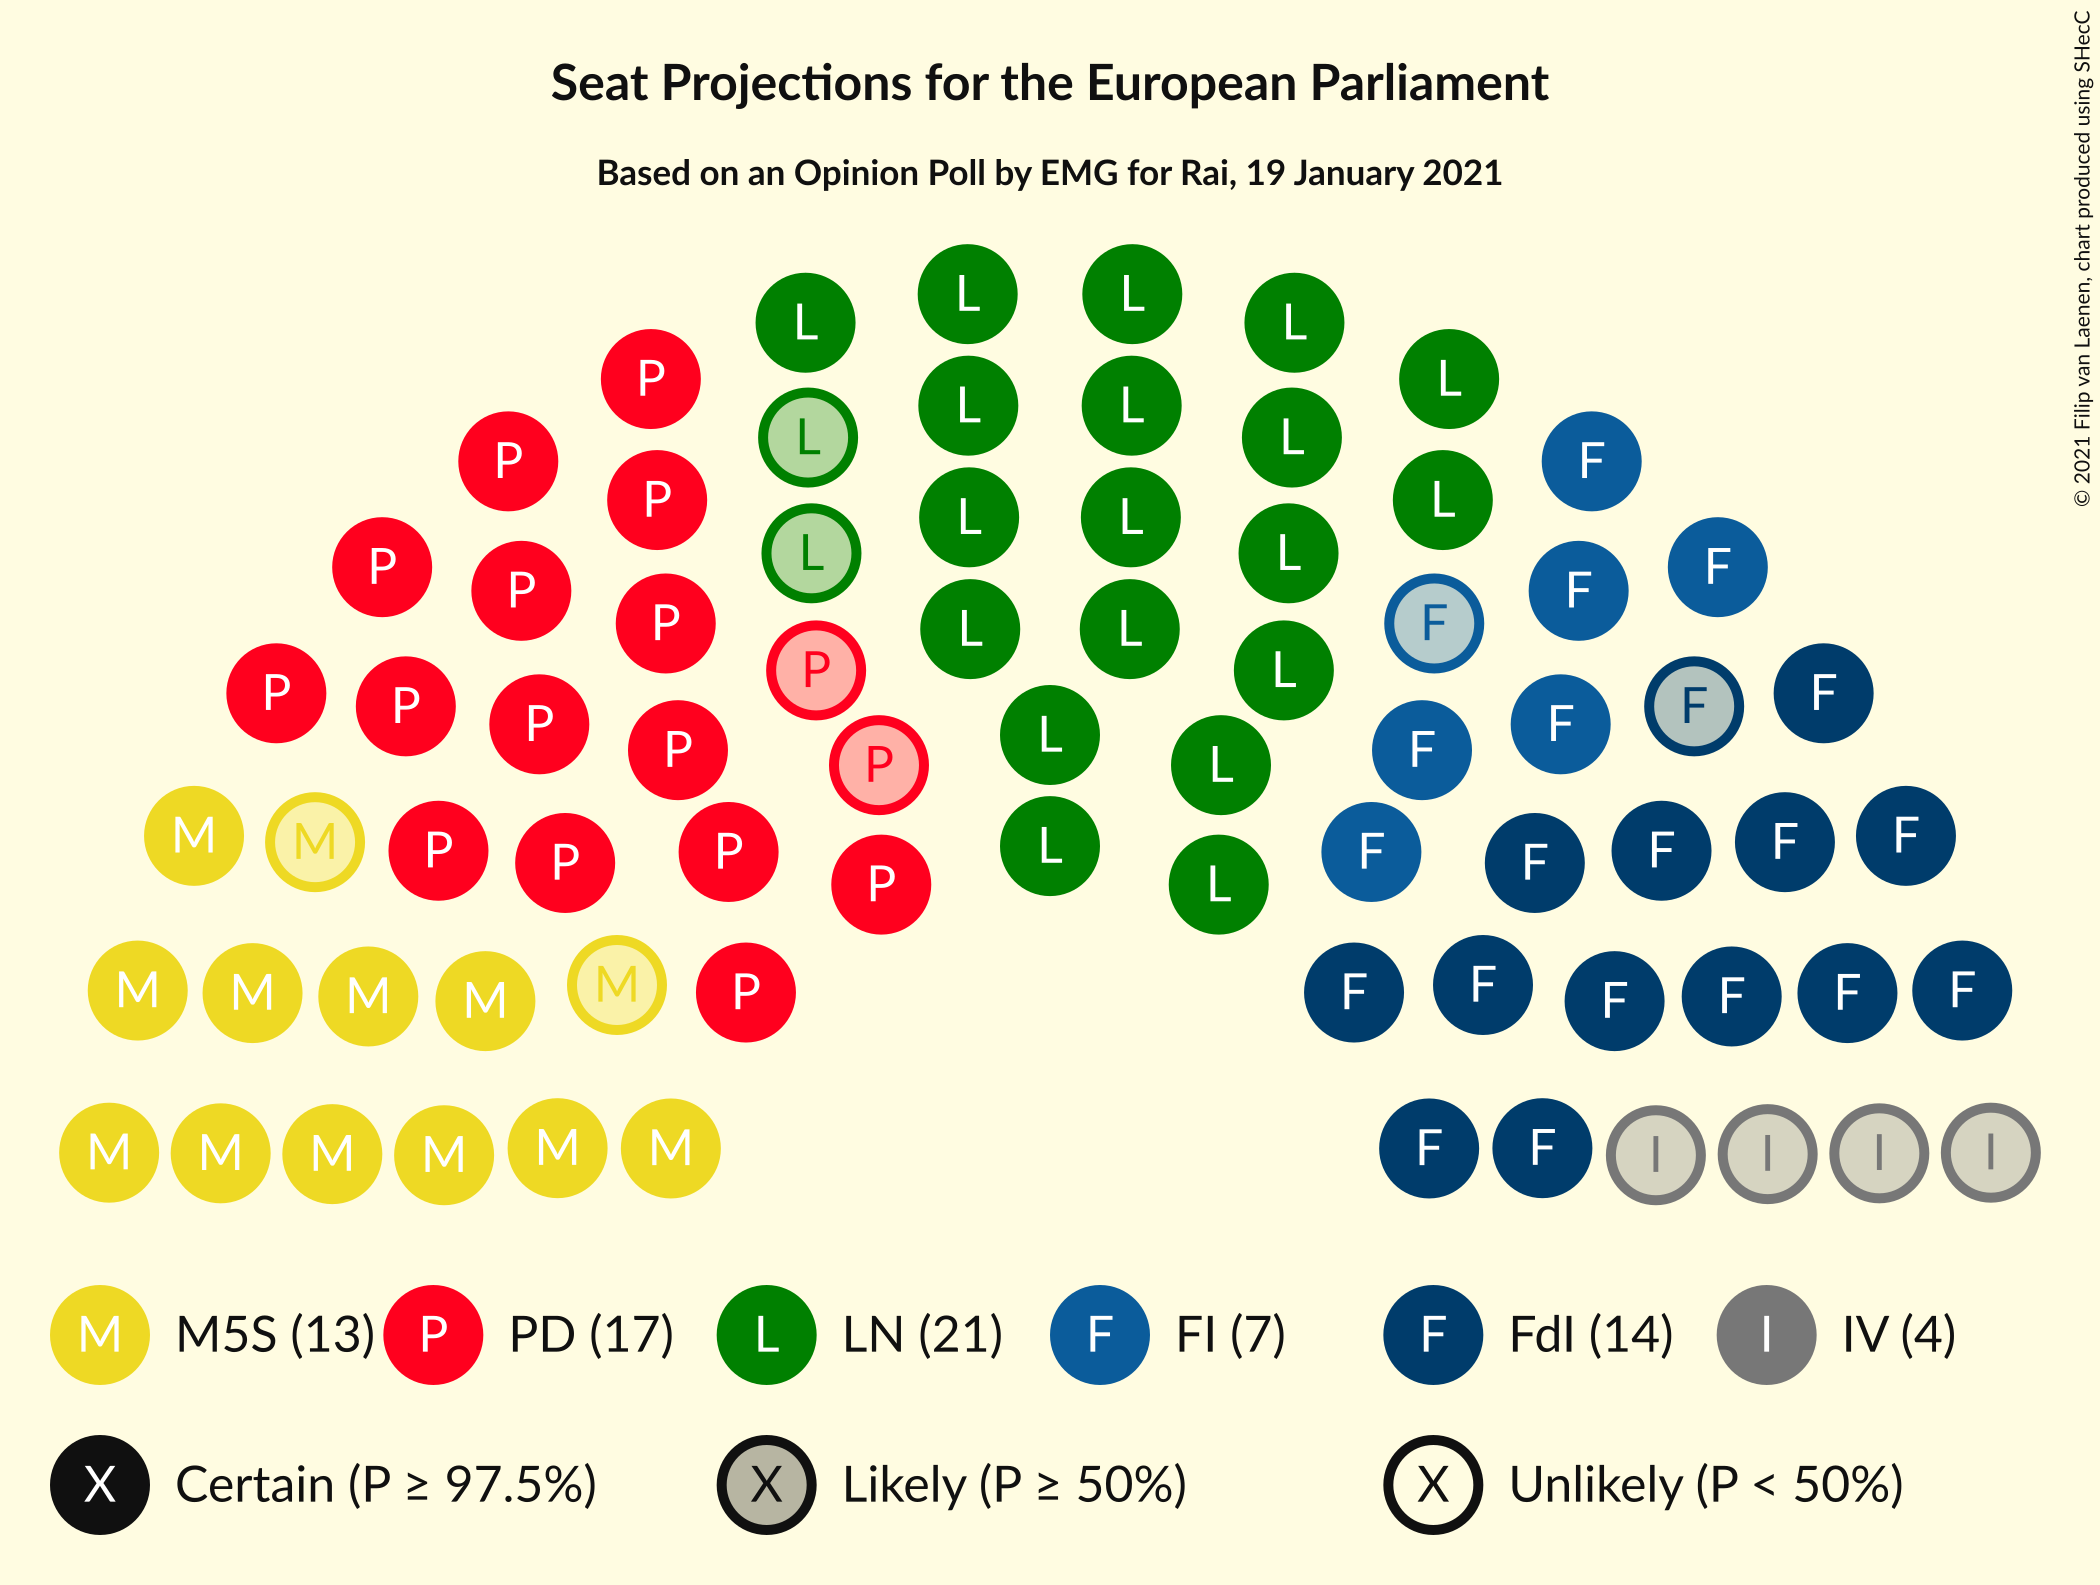 Seat Projections for the European Parliament
Based on an Opinion Poll by EMG for Rai, 19 January 2021
© 2021 Filip van Laenen, chart produced using SHecC
L L
L L
P L
L L
L L
P F
P L
P L
L L
P F
L L
P F
P F
L L
P L
P F
P P F F
P P L F F
M M F F
P P P L F F F
P L L
M M M M M P F F F F F F
M M M M M M F F I I I I
M M5S (13) P PD (17) L LN (21) F FI (7) F FdI (14) I IV (4)
X Certain (P ≥ 97.5%) X Likely (P ≥ 50%) X Unlikely (P < 50%)